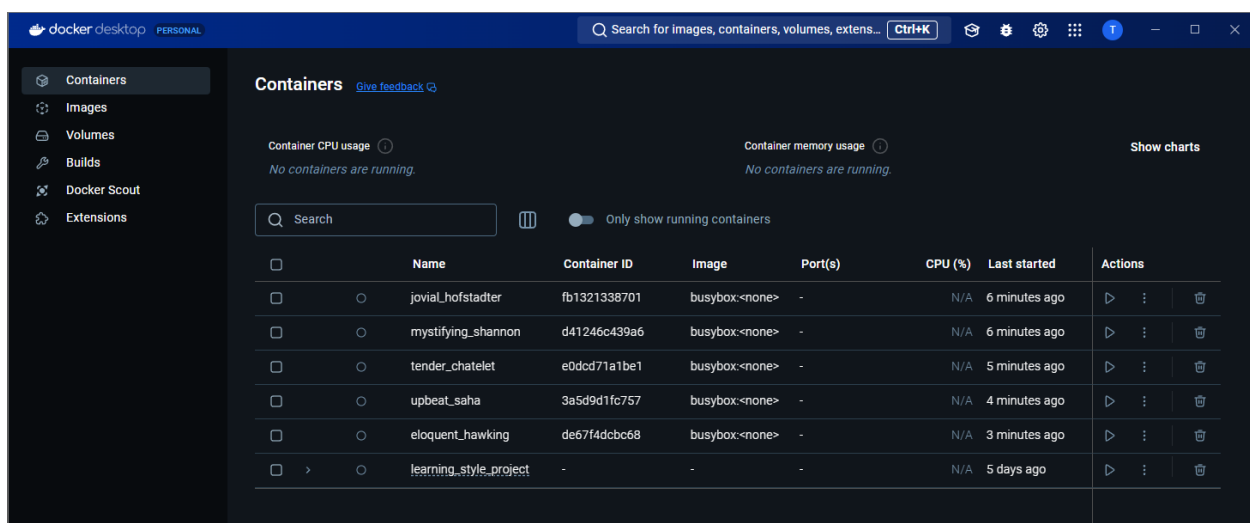 docker desktop PERSONAL Search for images, containers, volumes, extens... Ctrl+K T
Containers
Images
Volumes
Builds
Docker Scout
Extensions
Containers Give feedback
Container CPU usage Container memory usage Show charts
No containers are running. No containers are running.
Search Only show running containers
Name Container ID Image Port(s) CPU (%) Last started Actions
jovial_hofstadter fb1321338701 busybox:<none> - N/A 6 minutes ago
mystifying_shannon d41246c439a6 busybox:<none> - N/A 6 minutes ago
tender_chatelet e0dcd71a1be1 busybox:<none> - N/A 5 minutes ago
upbeat_saha 3a5d9d1fc757 busybox:<none> - N/A 4 minutes ago
eloquent_hawking de67f4dcbc68 busybox:<none> - N/A 3 minutes ago
learning_style_project - - - N/A 5 days ago